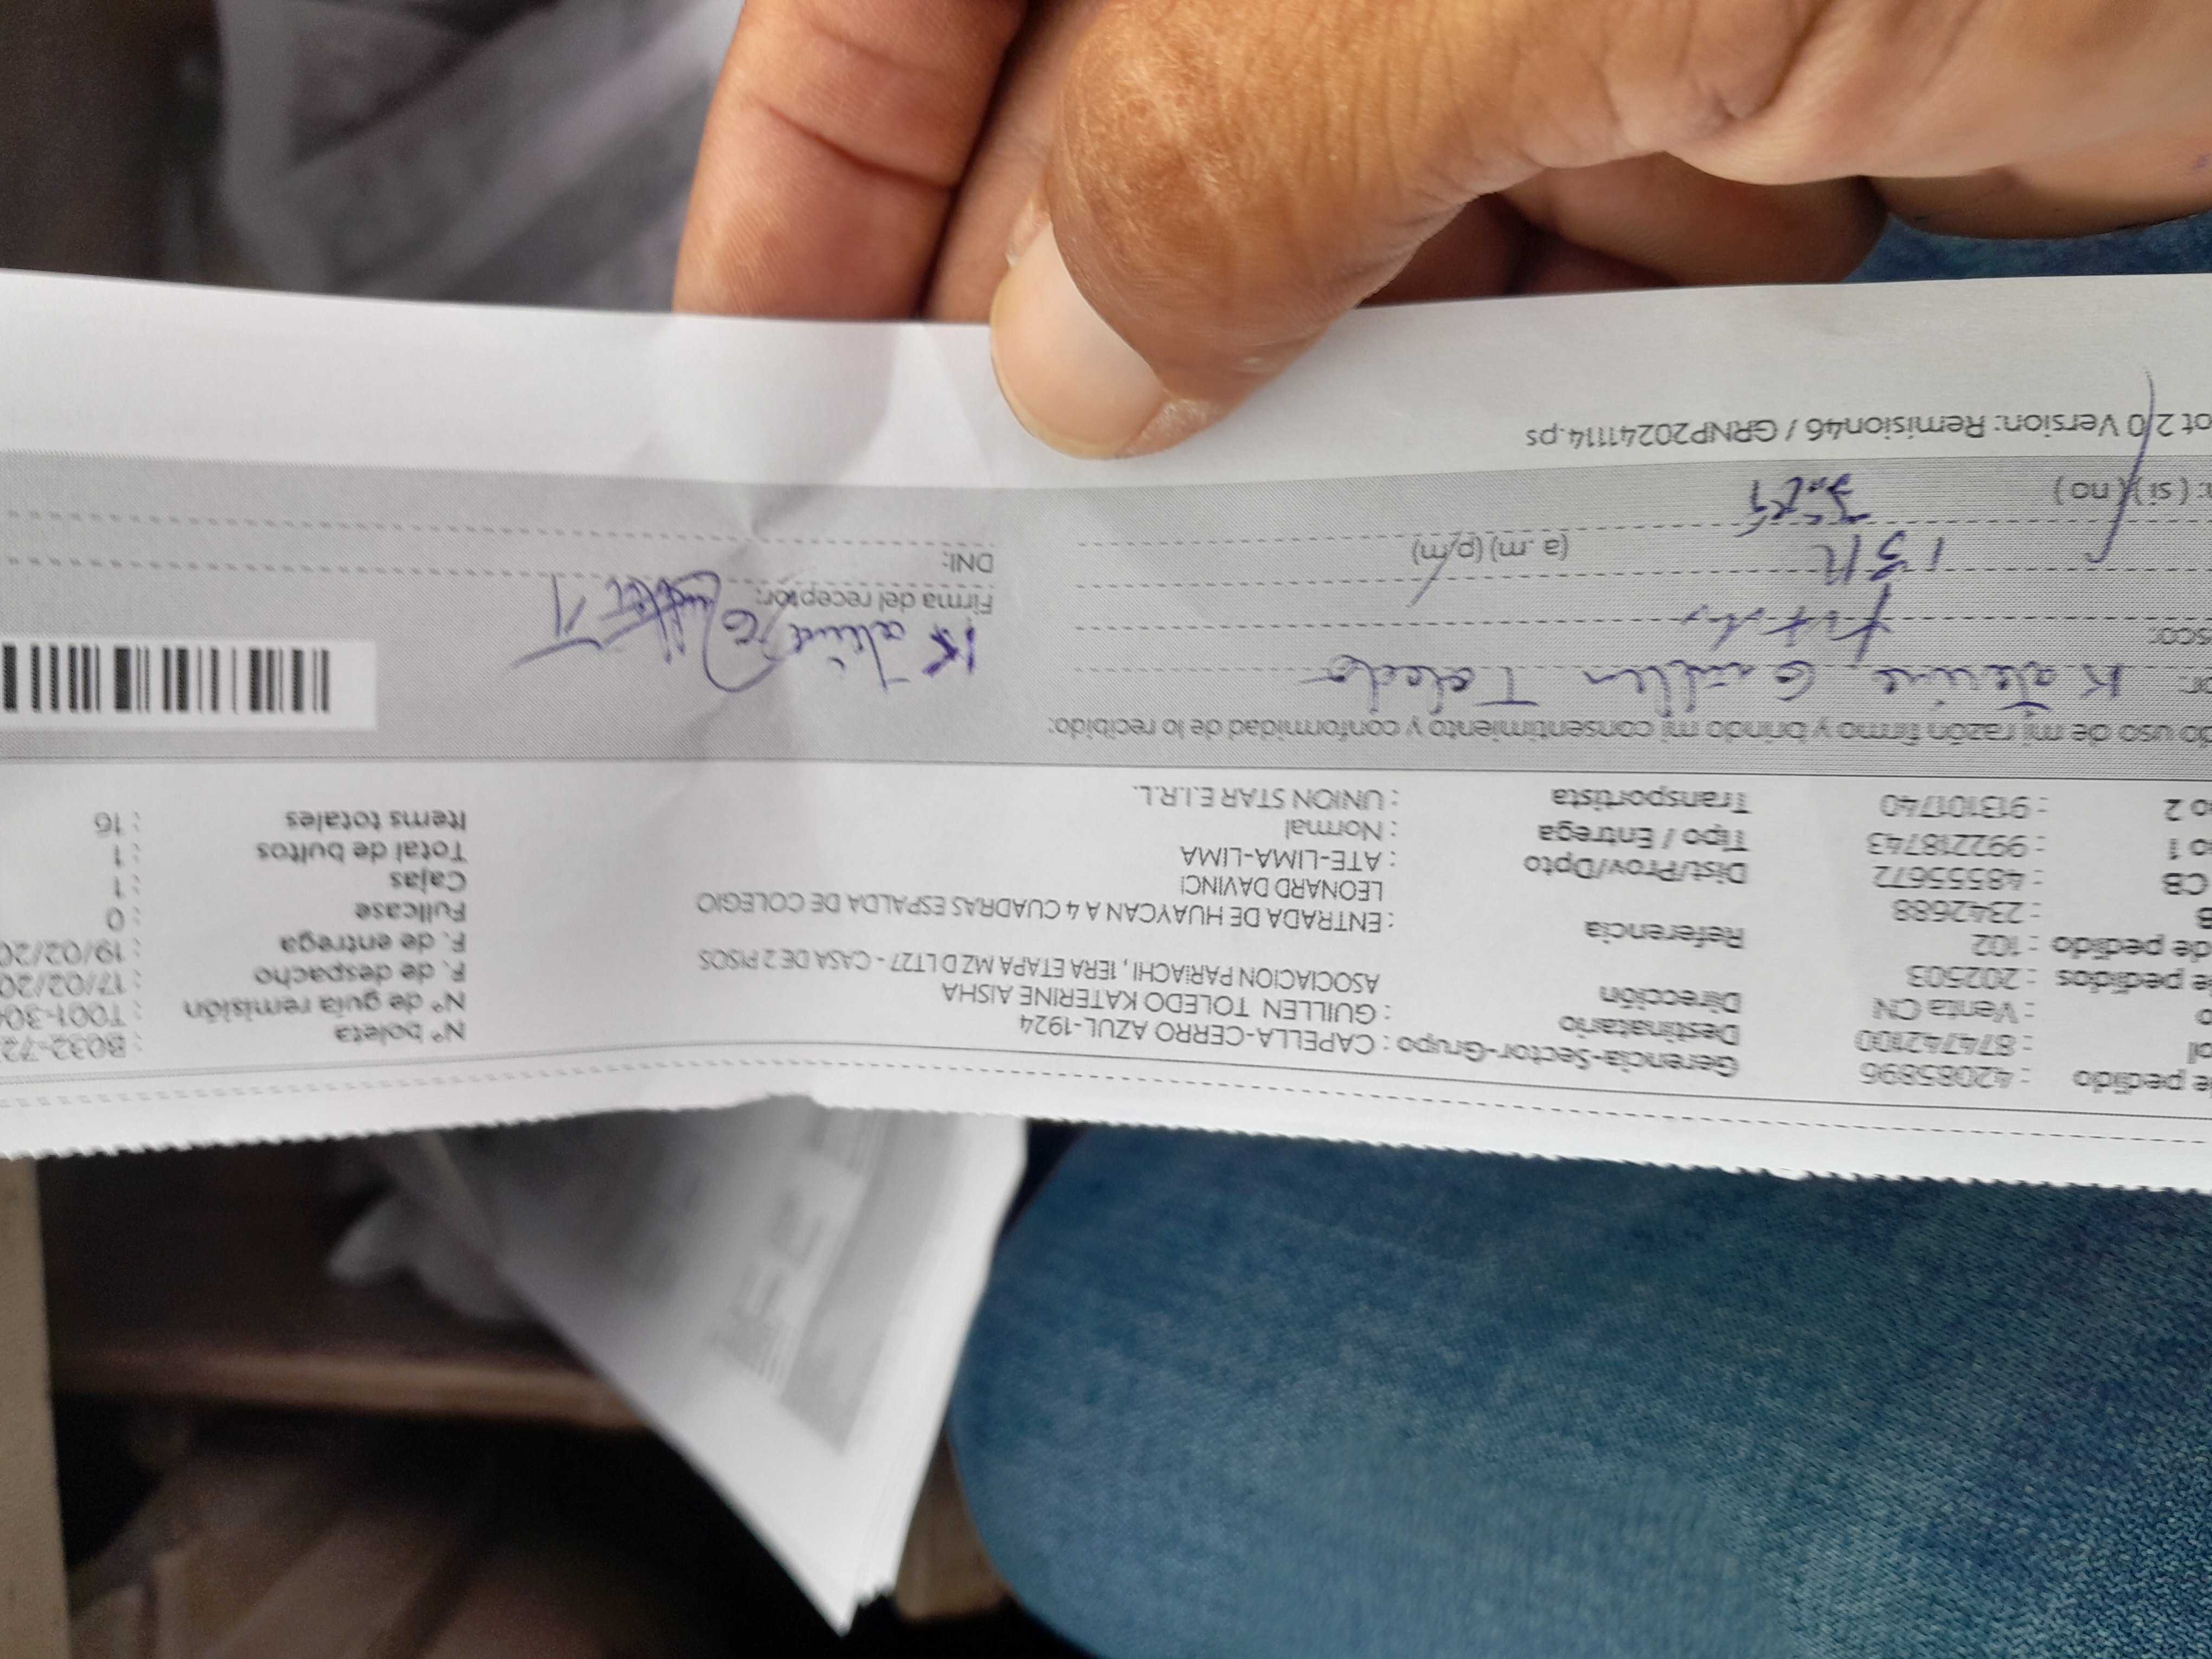 e pedido : 42085896 Gerencia-Sector-Grupo : CAPELLA-CERRO AZUL-1924 N° boleta : B032-72
ol : 874742100 Destinatario : GUILLEN TOLEDO KATERINE AISHA N° de guía remisión : T001-30
o : Venta CN Dirección ASOCIACION PARIACHI, 1ERA ETAPA MZ D LT27 - CASA DE 2 PISOS F. de despacho : 17/02/20
e pedidos : 202503 F. de entrega : 19/02/20
de pedido : 102 Referencia : ENTRADA DE HUAYCAN A 4 CUADRAS ESPALDA DE COLEGIO Fullcase : 0
B : 2342688 LEONARD DAVINCI Cajas : 1
CB : 48555672 Dist/Prov/Dpto : ATE-LIMA-LIMA Total de bultos : 1
o 1 : 992218743 Tipo / Entrega : Normal Items totales : 16
o 2 : 913101740 Transportista : UNION STAR E.I.R.L.
do uso de mi razón firmo y brindo mi consentimiento y conformidad de lo recibido:
or: Katerine Guillen Toledo
sco:
Firma del receptor:
(a .m) (p/m)
DNI:
: ( si ) ( no )
ot 2.0 Version: Remision46 / GRNP20241114.ps